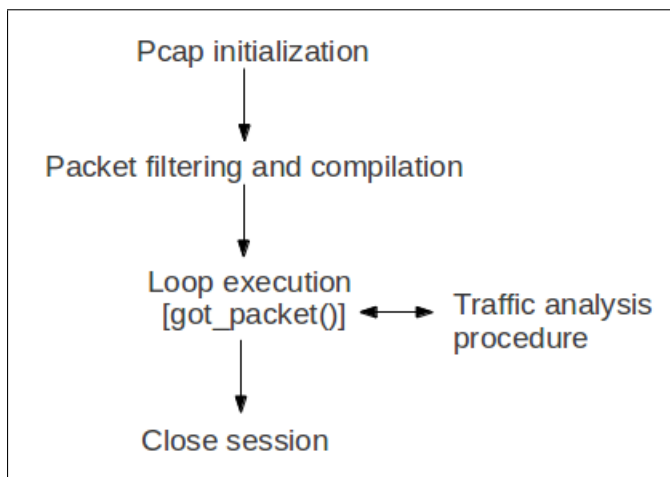 Pcap initialization
Packet filtering and compilation
Loop execution
[got_packet()]
Traffic analysis
procedure
Close session